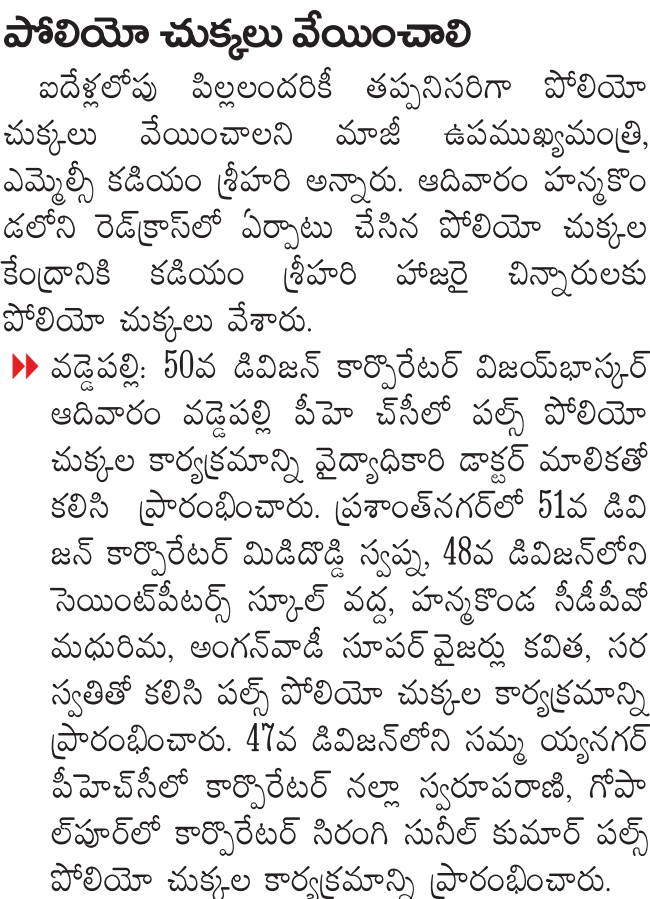 పోలియో చుక్కలు వేయించాలి
ఐదేళ్లలోపు పిల్లలందరికీ తప్పనిసరిగా పోలియో
చుక్కలు వేయించాలని మాజీ ఉపముఖ్యమంత్రి,
ఎమ్మెల్సీ కడియం శ్రీహరి అన్నారు. ఆదివారం హన్మకొం
డలోని రెడ్‌క్రాస్‌లో ఏర్పాటు చేసిన పోలియో చుక్కల
కేంద్రానికి కడియం శ్రీహరి హాజరై చిన్నారులకు
పోలియో చుక్కలు వేశారు.
వడ్డెపల్లి: 50వ డివిజన్ కార్పొరేటర్ విజయ్‌భాస్కర్
ఆదివారం వడ్డెపల్లి పీహె చ్‌సీలో పల్స్ పోలియో
చుక్కల కార్యక్రమాన్ని వైద్యాధికారి డాక్టర్ మాలికతో
కలిసి ప్రారంభించారు. ప్రశాంత్‌నగర్‌లో 51వ డివి
జన్ కార్పొరేటర్ మిడిదొడ్డి స్వప్న, 48వ డివిజన్‌లోని
సెయింట్‌పీటర్స్ స్కూల్ వద్ద, హన్మకొండ సీడీపీవో
మధురిమ, అంగన్‌వాడీ సూపర్‌వైజర్లు కవిత, సర
స్వతితో కలిసి పల్స్ పోలియో చుక్కల కార్యక్రమాన్ని
ప్రారంభించారు. 47వ డివిజన్‌లోని సమ్మ య్యనగర్
పీహెచ్‌సీలో కార్పొరేటర్ నల్లా స్వరూపరాణి, గోపా
ల్‌పూర్‌లో కార్పొరేటర్ సిరంగి సునీల్ కుమార్ పల్స్
పోలియో చుక్కల కార్యక్రమాన్ని ప్రారంభించారు.